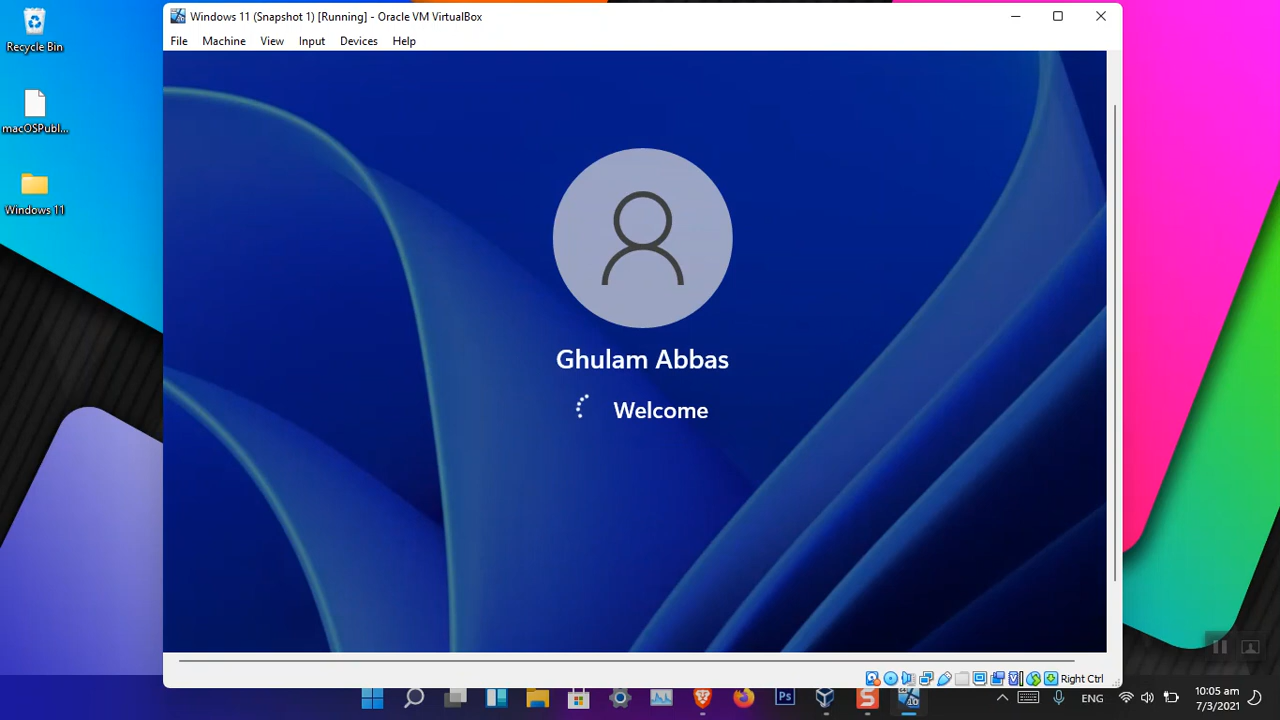 Recycle Bin
macOSPubl...
Windows 11
Windows 11 (Snapshot 1) [Running] - Oracle VM VirtualBox
File Machine View Input Devices Help
Ghulam Abbas
Welcome
Right Ctrl
ENG
10:05 am
7/3/2021